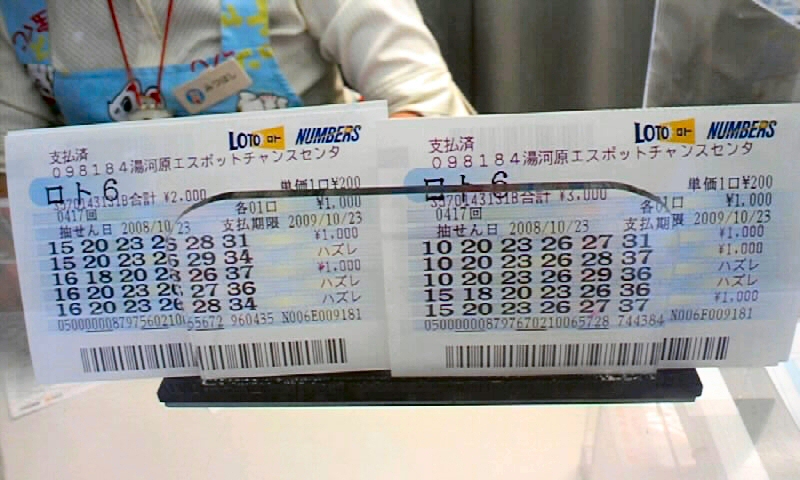 LOTO ロト NUMBERS
支払済
098184湯河原エスポットチャンスセンタ
ロト6 単価1口¥200
合計 ¥2,000 ¥1,000
0417回 各01口 ¥1,000
抽せん日 2008/10/23 支払期限 2009/10/23
15 20 23 26 28 31 ¥1,000
15 20 23 26 29 34 ハズレ
16 18 20 23 26 37 ¥1,000
16 20 23 26 27 36 ハズレ
16 20 23 26 28 34 ハズレ
960435 N006E009181
LOTO ロト NUMBERS
支払済
098184湯河原エスポットチャンスセンタ
ロト6 単価1口¥200
合計 ¥3,000 ¥1,000
0417回 各01口 ¥1,000
抽せん日 2008/10/23 支払期限 2009/10/23
10 20 23 26 27 31 ¥1,000
10 20 23 26 28 37 ¥1,000
10 20 23 26 29 36 ハズレ
15 18 20 23 26 36 ハズレ
15 20 23 26 27 37 ¥1,000
744384 N006E009181